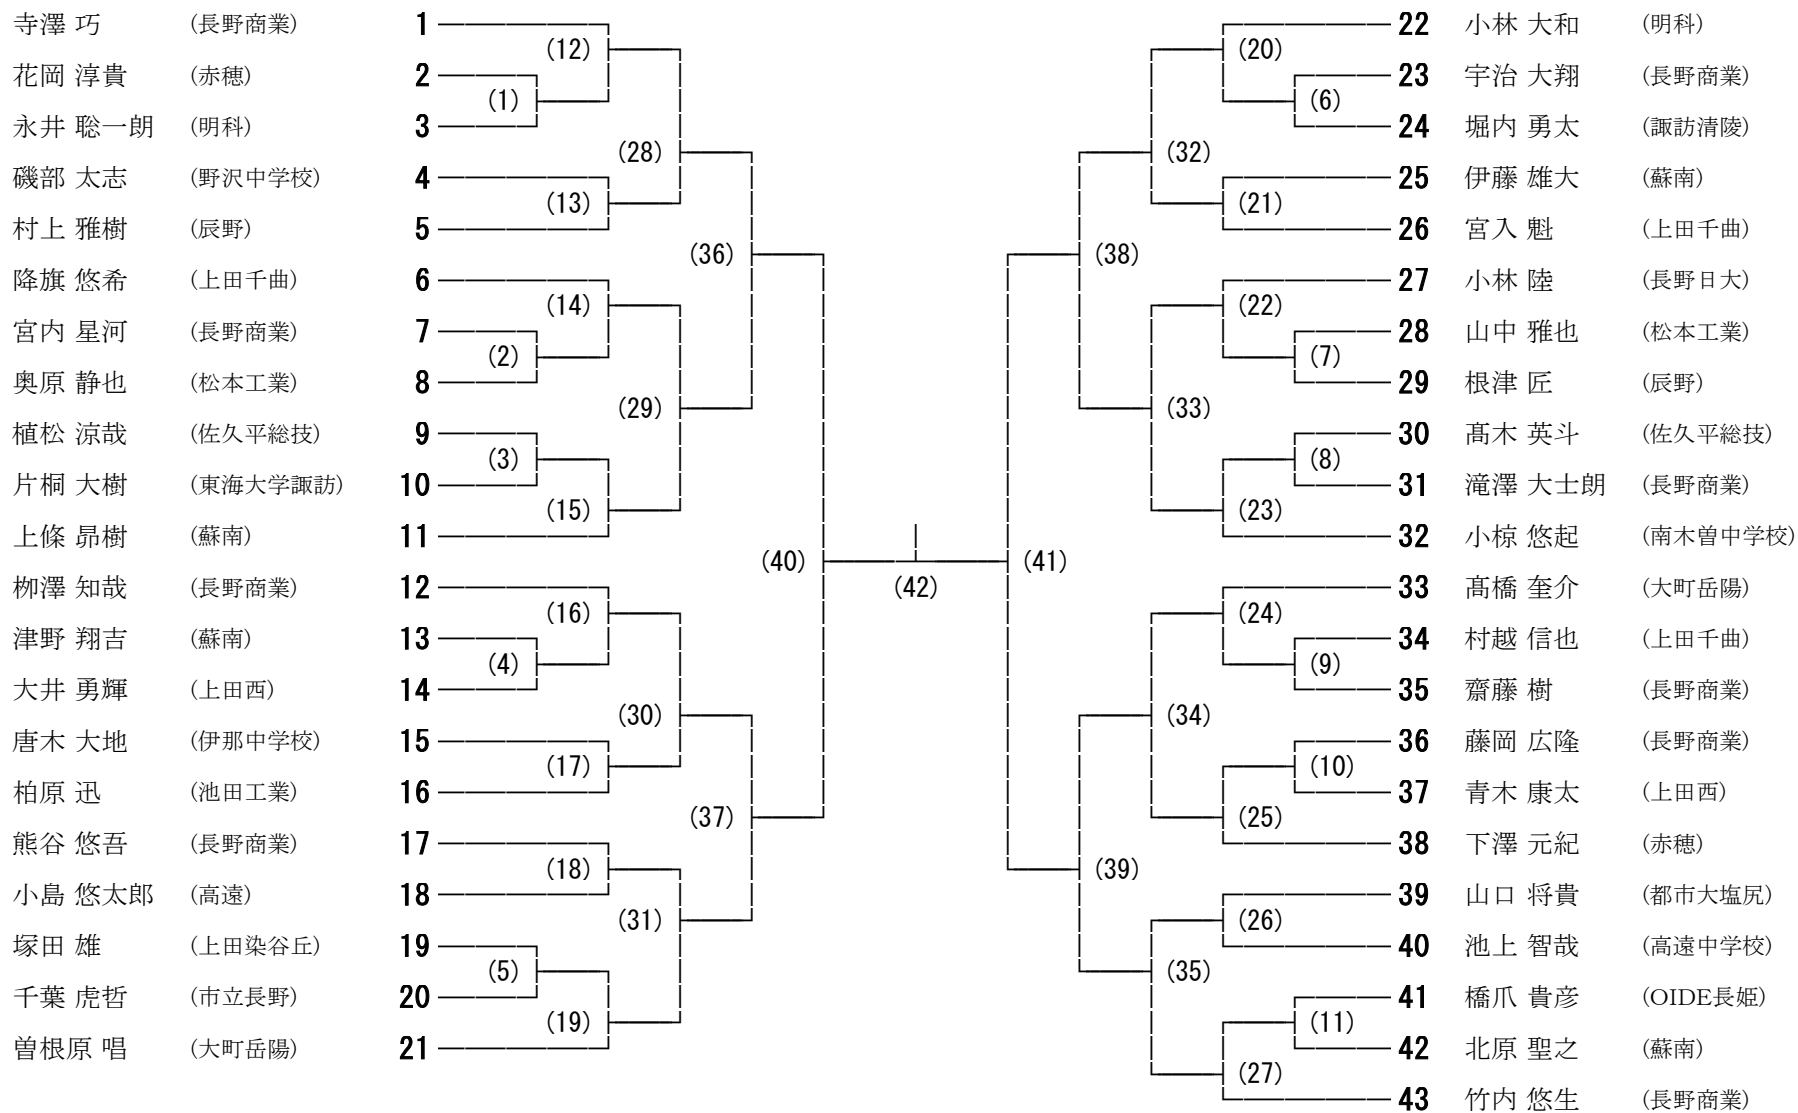 寺澤 巧 (長野商業) 1
花岡 淳貴 (赤穂) 2
永井 聡一朗 (明科) 3
磯部 太志 (野沢中学校) 4
村上 雅樹 (辰野) 5
降旗 悠希 (上田千曲) 6
宮内 星河 (長野商業) 7
奥原 静也 (松本工業) 8
植松 涼哉 (佐久平総技) 9
片桐 大樹 (東海大学諏訪) 10
上條 昴樹 (蘇南) 11
栁澤 知哉 (長野商業) 12
津野 翔吉 (蘇南) 13
大井 勇輝 (上田西) 14
唐木 大地 (伊那中学校) 15
柏原 迅 (池田工業) 16
熊谷 悠吾 (長野商業) 17
小島 悠太郎 (高遠) 18
塚田 雄 (上田染谷丘) 19
千葉 虎哲 (市立長野) 20
曽根原 唱 (大町岳陽) 21
(1)
(2)
(3)
(4)
(5)
(12)
(13)
(14)
(15)
(16)
(17)
(18)
(19)
(28)
(29)
(30)
(31)
(36)
(37)
(40)
(42)
(41)
(38)
(39)
(32)
(33)
(34)
(35)
(20)
(21)
(22)
(23)
(24)
(25)
(26)
(27)
(6)
(7)
(8)
(9)
(10)
(11)
22 小林 大和 (明科)
23 宇治 大翔 (長野商業)
24 堀内 勇太 (諏訪清陵)
25 伊藤 雄大 (蘇南)
26 宮入 魁 (上田千曲)
27 小林 陸 (長野日大)
28 山中 雅也 (松本工業)
29 根津 匠 (辰野)
30 髙木 英斗 (佐久平総技)
31 滝澤 大士朗 (長野商業)
32 小椋 悠起 (南木曽中学校)
33 髙橋 奎介 (大町岳陽)
34 村越 信也 (上田千曲)
35 齋藤 樹 (長野商業)
36 藤岡 広隆 (長野商業)
37 青木 康太 (上田西)
38 下澤 元紀 (赤穂)
39 山口 将貴 (都市大塩尻)
40 池上 智哉 (高遠中学校)
41 橋爪 貴彦 (OIDE長姫)
42 北原 聖之 (蘇南)
43 竹内 悠生 (長野商業)